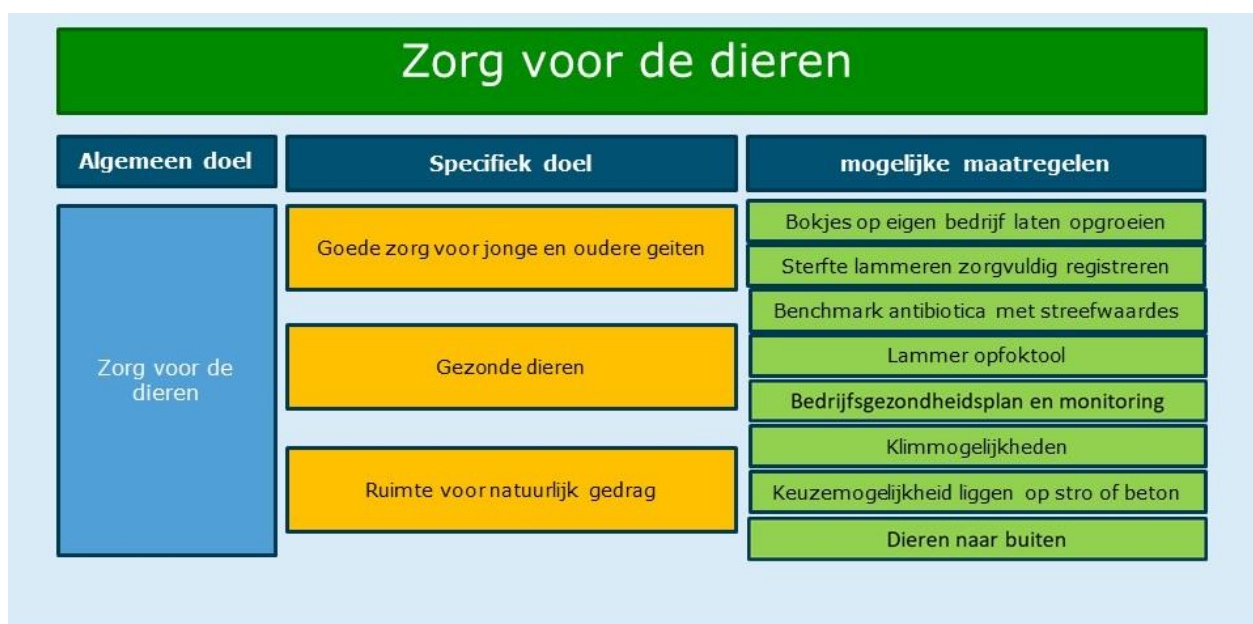 Zorg voor de dieren
Algemeen doel
Specifiek doel
mogelijke maatregelen
Zorg voor de
dieren
Goede zorg voor jonge en oudere geiten
Gezonde dieren
Ruimte voor natuurlijk gedrag
Bokjes op eigen bedrijf laten opgroeien
Sterfte lammeren zorgvuldig registreren
Benchmark antibiotica met streefwaardes
Lammer opfoktool
Bedrijfsgezondheidsplan en monitoring
Klimmogelijkheden
Keuzemogelijkheid liggen op stro of beton
Dieren naar buiten